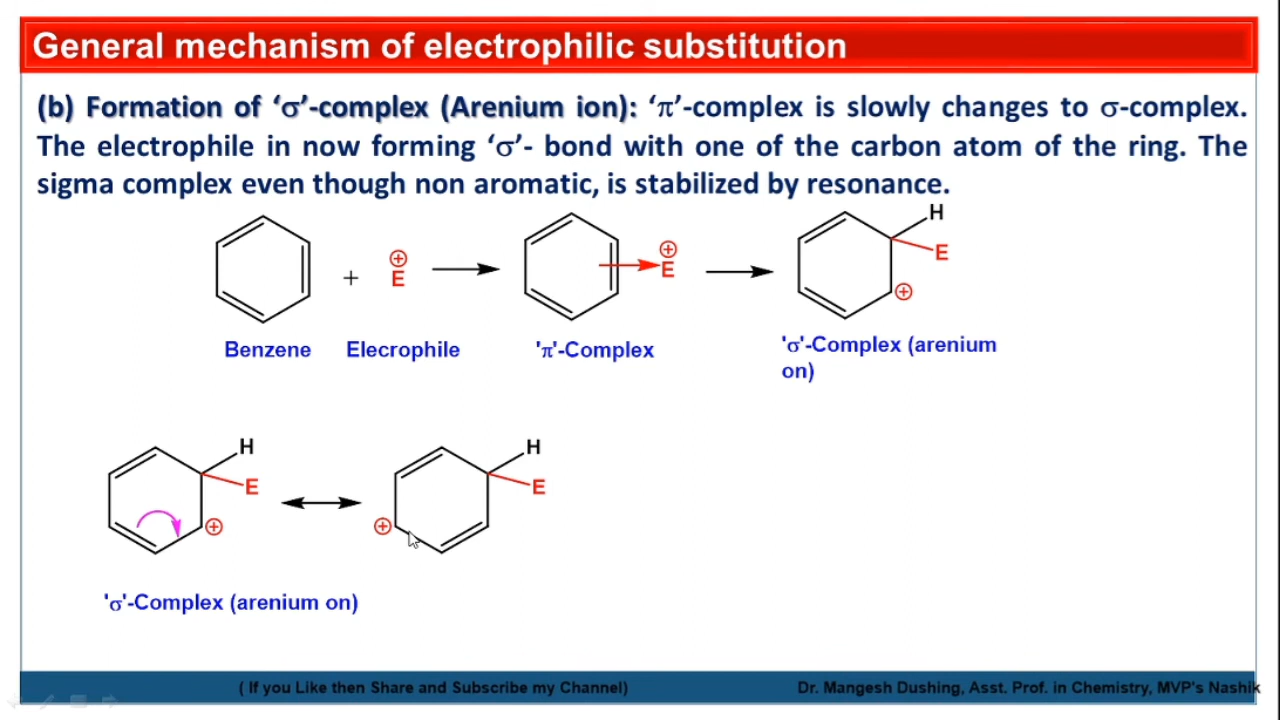 General mechanism of electrophilic substitution
(b) Formation of ‘σ’-complex (Arenium ion): ‘π’-complex is slowly changes to σ-complex.
The electrophile in now forming ‘σ’- bond with one of the carbon atom of the ring. The
sigma complex even though non aromatic, is stabilized by resonance.
H
E
⊕
+
⊕
E
⊕
E
Benzene
Elecrophile
'π'-Complex
'σ'-Complex (arenium
on)
H
E
⊕
H
E
⊕
'σ'-Complex (arenium on)
( If you Like then Share and Subscribe my Channel)
Dr. Mangesh Dushing, Asst. Prof. in Chemistry, MVP's Nashik